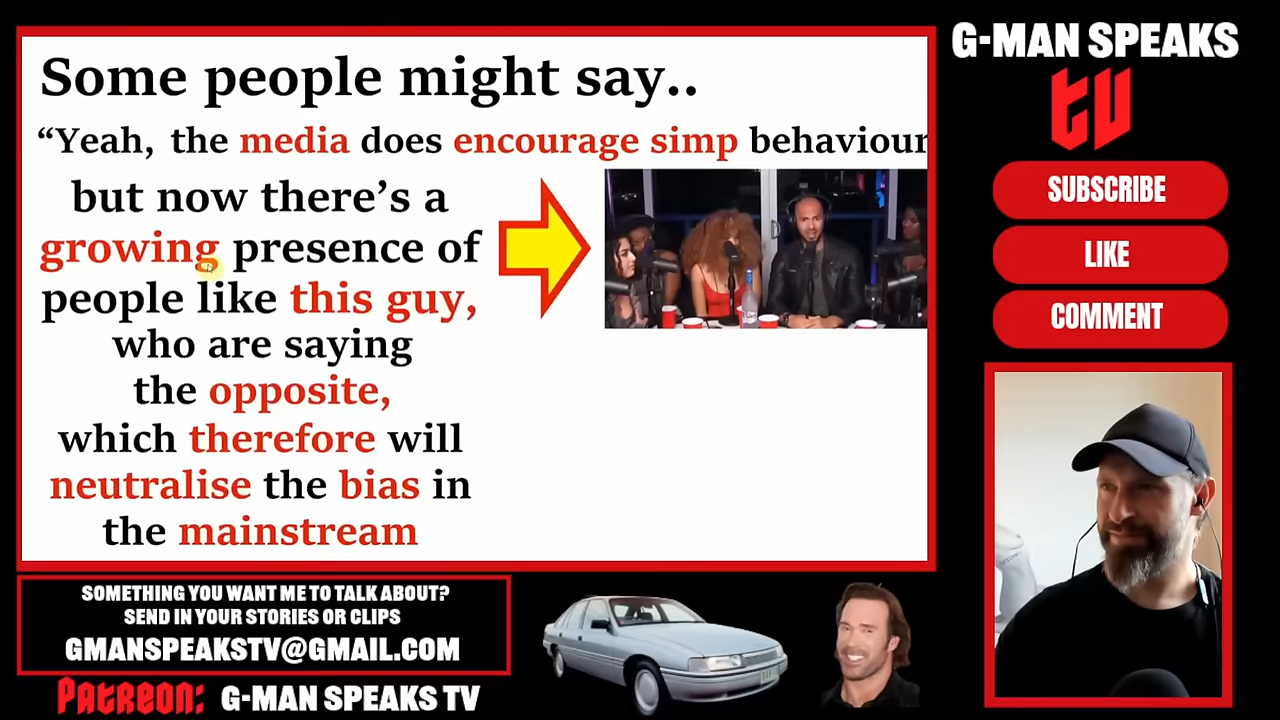 Some people might say..
“Yeah, the media does encourage simp behaviour
but now there’s a
growing presence of
people like this guy,
who are saying
the opposite,
which therefore will
neutralise the bias in
the mainstream
G-MAN SPEAKS
tv
SUBSCRIBE
LIKE
COMMENT
SOMETHING YOU WANT ME TO TALK ABOUT?
SEND IN YOUR STORIES OR CLIPS
GMANSPEAKSTV@GMAIL.COM
PATREON: G-MAN SPEAKS TV